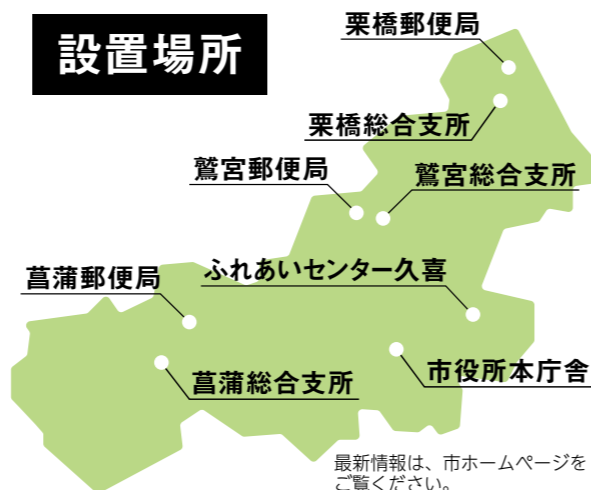 設置場所
栗橋郵便局
栗橋総合支所
鷲宮郵便局
鷲宮総合支所
ふれあいセンター久喜
菖蒲郵便局
市役所本庁舎
菖蒲総合支所
最新情報は、市ホームページを
ご覧ください。